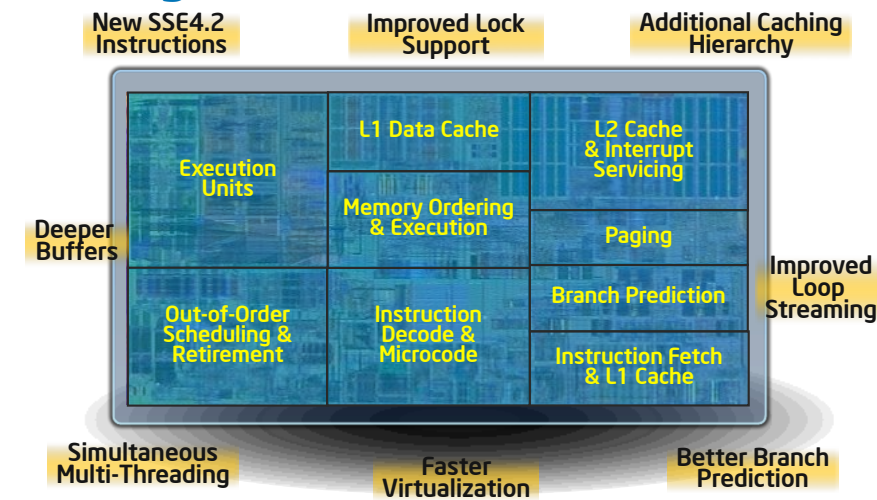 New SSE4.2
Instructions
Improved Lock
Support
Additional Caching
Hierarchy
Execution
Units
L1 Data Cache
L2 Cache
& Interrupt
Servicing
Memory Ordering
& Execution
Paging
Deeper
Buffers
Out-of-Order
Scheduling &
Retirement
Instruction
Decode &
Microcode
Branch Prediction
Instruction Fetch
& L1 Cache
Improved
Loop
Streaming
Simultaneous
Multi-Threading
Faster
Virtualization
Better Branch
Prediction